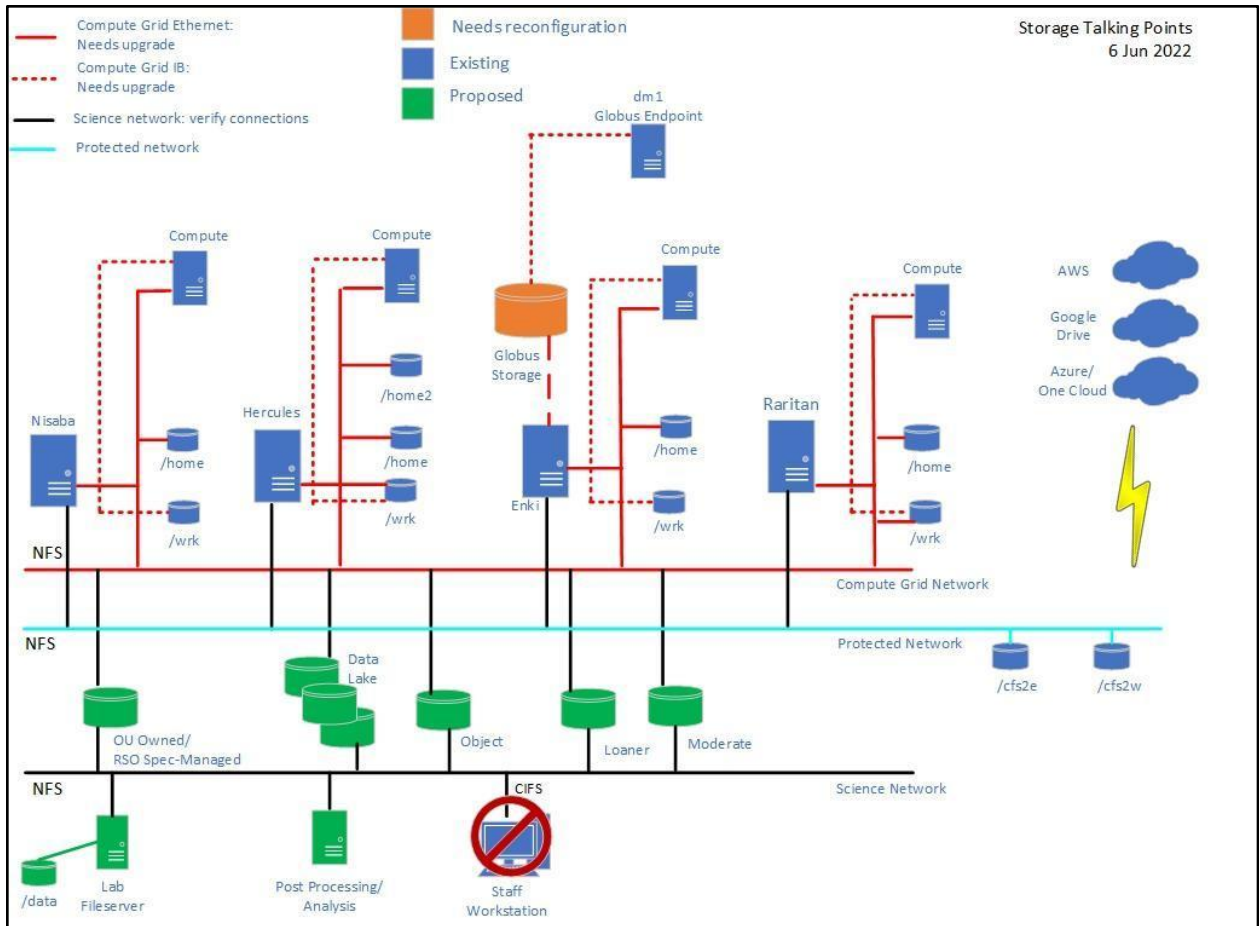 Compute Grid Ethernet:
Needs upgrade
Compute Grid IB:
Needs upgrade
Science network: verify connections
Protected network
Needs reconfiguration
Existing
Proposed
Storage Talking Points
6 Jun 2022
dm1
Globus Endpoint
Compute
Compute
Compute
Compute
AWS
Google
Drive
Azure/
One Cloud
Globus
Storage
/home2
Nisaba
Hercules
Raritan
/home
/home
/home
/home
Enki
/wrk
/wrk
/wrk
/wrk
NFS
Compute Grid Network
NFS
Protected Network
/cfs2e
/cfs2w
Data
Lake
OU Owned/
RSO Spec-Managed
Object
Loaner
Moderate
NFS
CIFS
Science Network
/data
Lab
Fileserver
Post Processing/
Analysis
Staff
Workstation